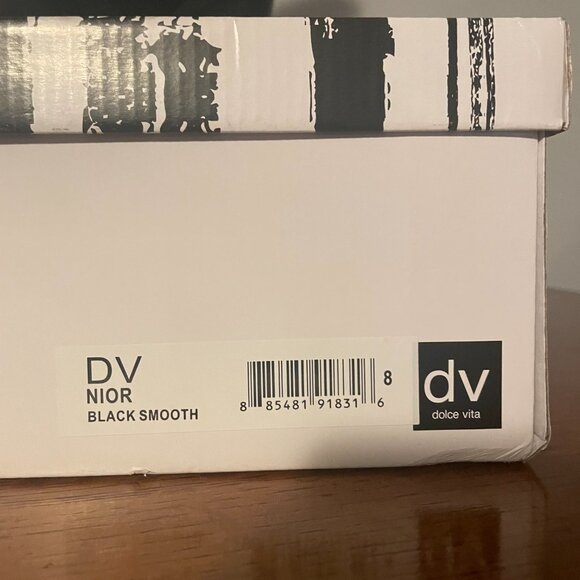 DV
NIOR
BLACK SMOOTH
8
8 85481 91831 6
dv
dolce vita